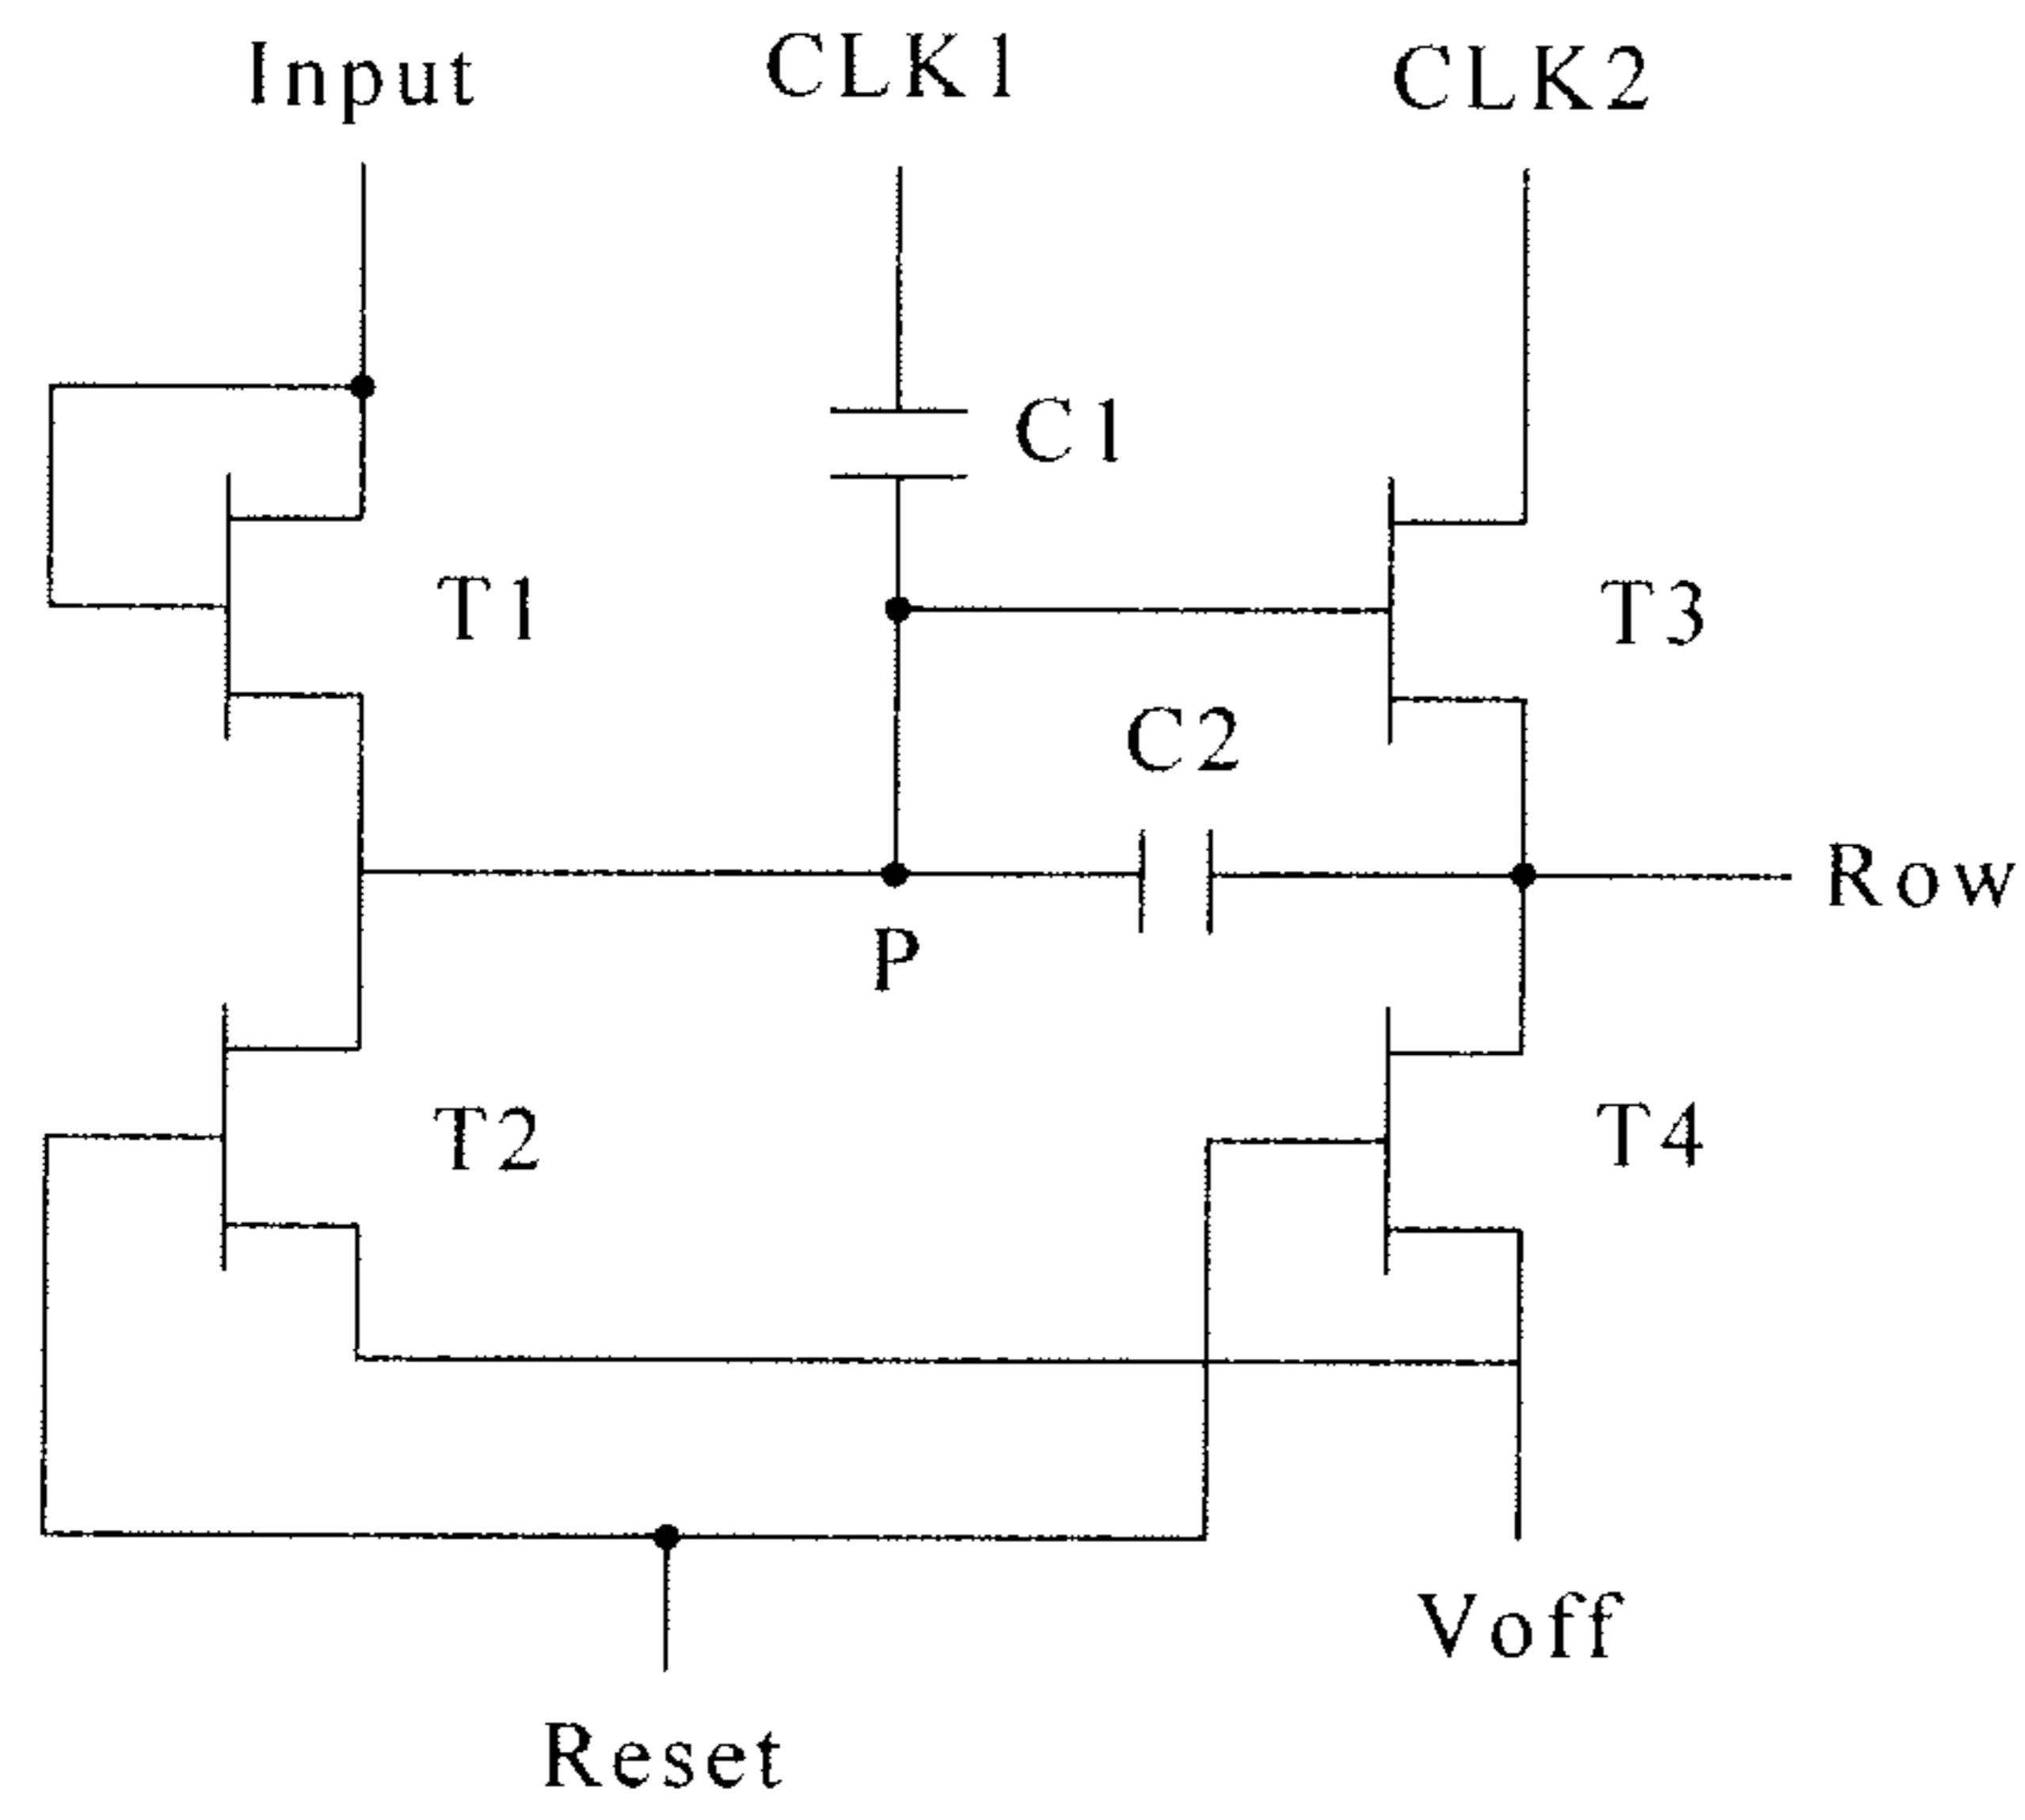 Input
CLK1
CLK2
C1
T1
T3
C2
Row
P
T2
T4
Voff
Reset